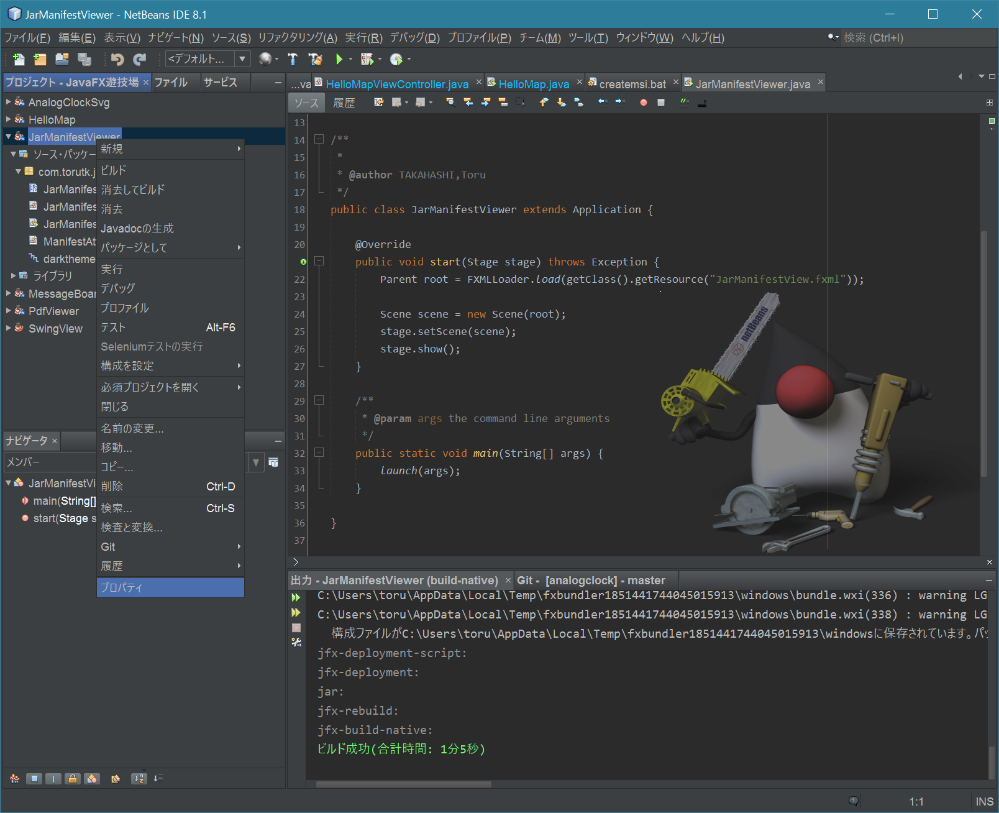 JarManifestViewer - NetBeans IDE 8.1
ファイル(F) 編集(E) 表示(V) ナビゲート(N) ソース(S) リファクタリング(A) 実行(R) デバッグ(D) プロファイル(P) チーム(M) ツール(T) ウィンドウ(W) ヘルプ(H) 検索 (Ctrl+I)
<デフォルト...
プロジェクト - JavaFX遊技場 × ファイル サービス
AnalogClockSvg
HelloMap
JarManifestViewer
ソース・パッケー
com.torutk.j
JarManifes
JarManifes
JarManifes
ManifestAt
darktheme
ライブラリ
MessageBoar
PdfViewer
SwingView
新規
ビルド
消去してビルド
消去
Javadocの生成
パッケージとして
実行
デバッグ
プロファイル
テスト Alt-F6
Seleniumテストの実行
構成を設定
必須プロジェクトを開く
閉じる
名前の変更...
移動...
コピー...
削除 Ctrl-D
検索... Ctrl-S
検査と変換...
Git
履歴
プロパティ
ナビゲータ ×
メンバー
JarManifestVi
main(String[]
start(Stage s
...va HelloMapViewController.java × HelloMap.java × createmsi.bat × JarManifestViewer.java ×
ソース 履歴
13
14 /**
15 *
16 * @author TAKAHASHI,Toru
17 */
18 public class JarManifestViewer extends Application {
19
20 @Override
public void start(Stage stage) throws Exception {
22 Parent root = FXMLLoader.load(getClass().getResource("JarManifestView.fxml"));
23
24 Scene scene = new Scene(root);
25 stage.setScene(scene);
26 stage.show();
27 }
28
29 /**
30 * @param args the command line arguments
31 */
32 public static void main(String[] args) {
33 launch(args);
34 }
35
36 }
37
netBeans
出力 - JarManifestViewer (build-native) × Git - [analogclock] - master
C:\Users\toru\AppData\Local\Temp\fxbundler1851441744045015913\windows\bundle.wxi(336) : warning LG
C:\Users\toru\AppData\Local\Temp\fxbundler1851441744045015913\windows\bundle.wxi(338) : warning LG
構成ファイルがC:\Users\toru\AppData\Local\Temp\fxbundler1851441744045015913\windowsに保存されています。パッ
jfx-deployment-script:
jfx-deployment:
jar:
jfx-rebuild:
jfx-build-native:
ビルド成功(合計時間: 1分5秒)
1 1:1 INS